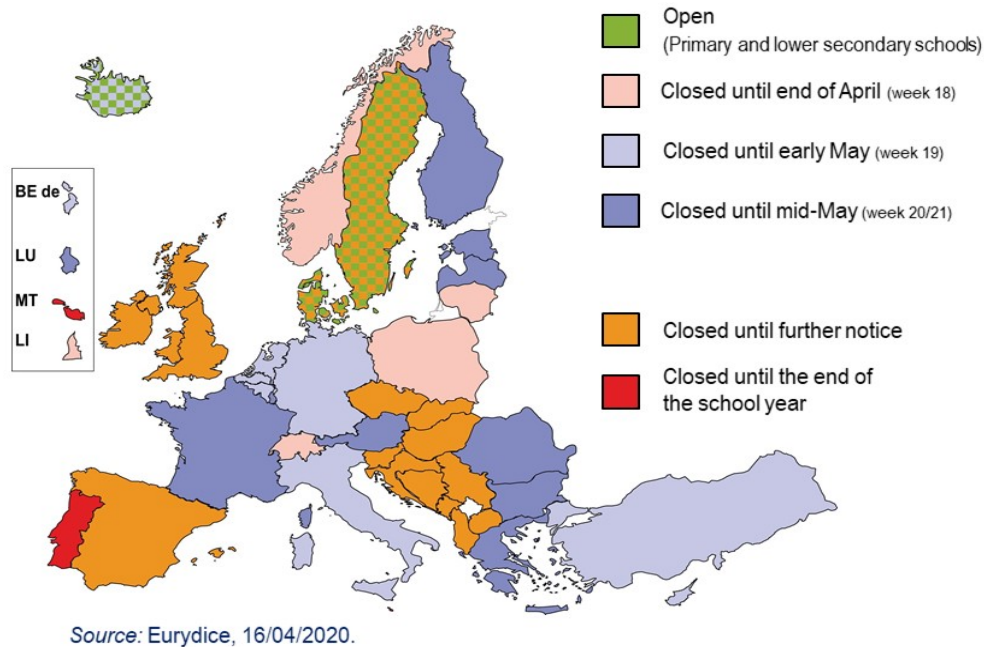 Open
(Primary and lower secondary schools)
Closed until end of April (week 18)
Closed until early May (week 19)
Closed until mid-May (week 20/21)
Closed until further notice
Closed until the end of
the school year
BE de
LU
MT
LI
Source: Eurydice, 16/04/2020.